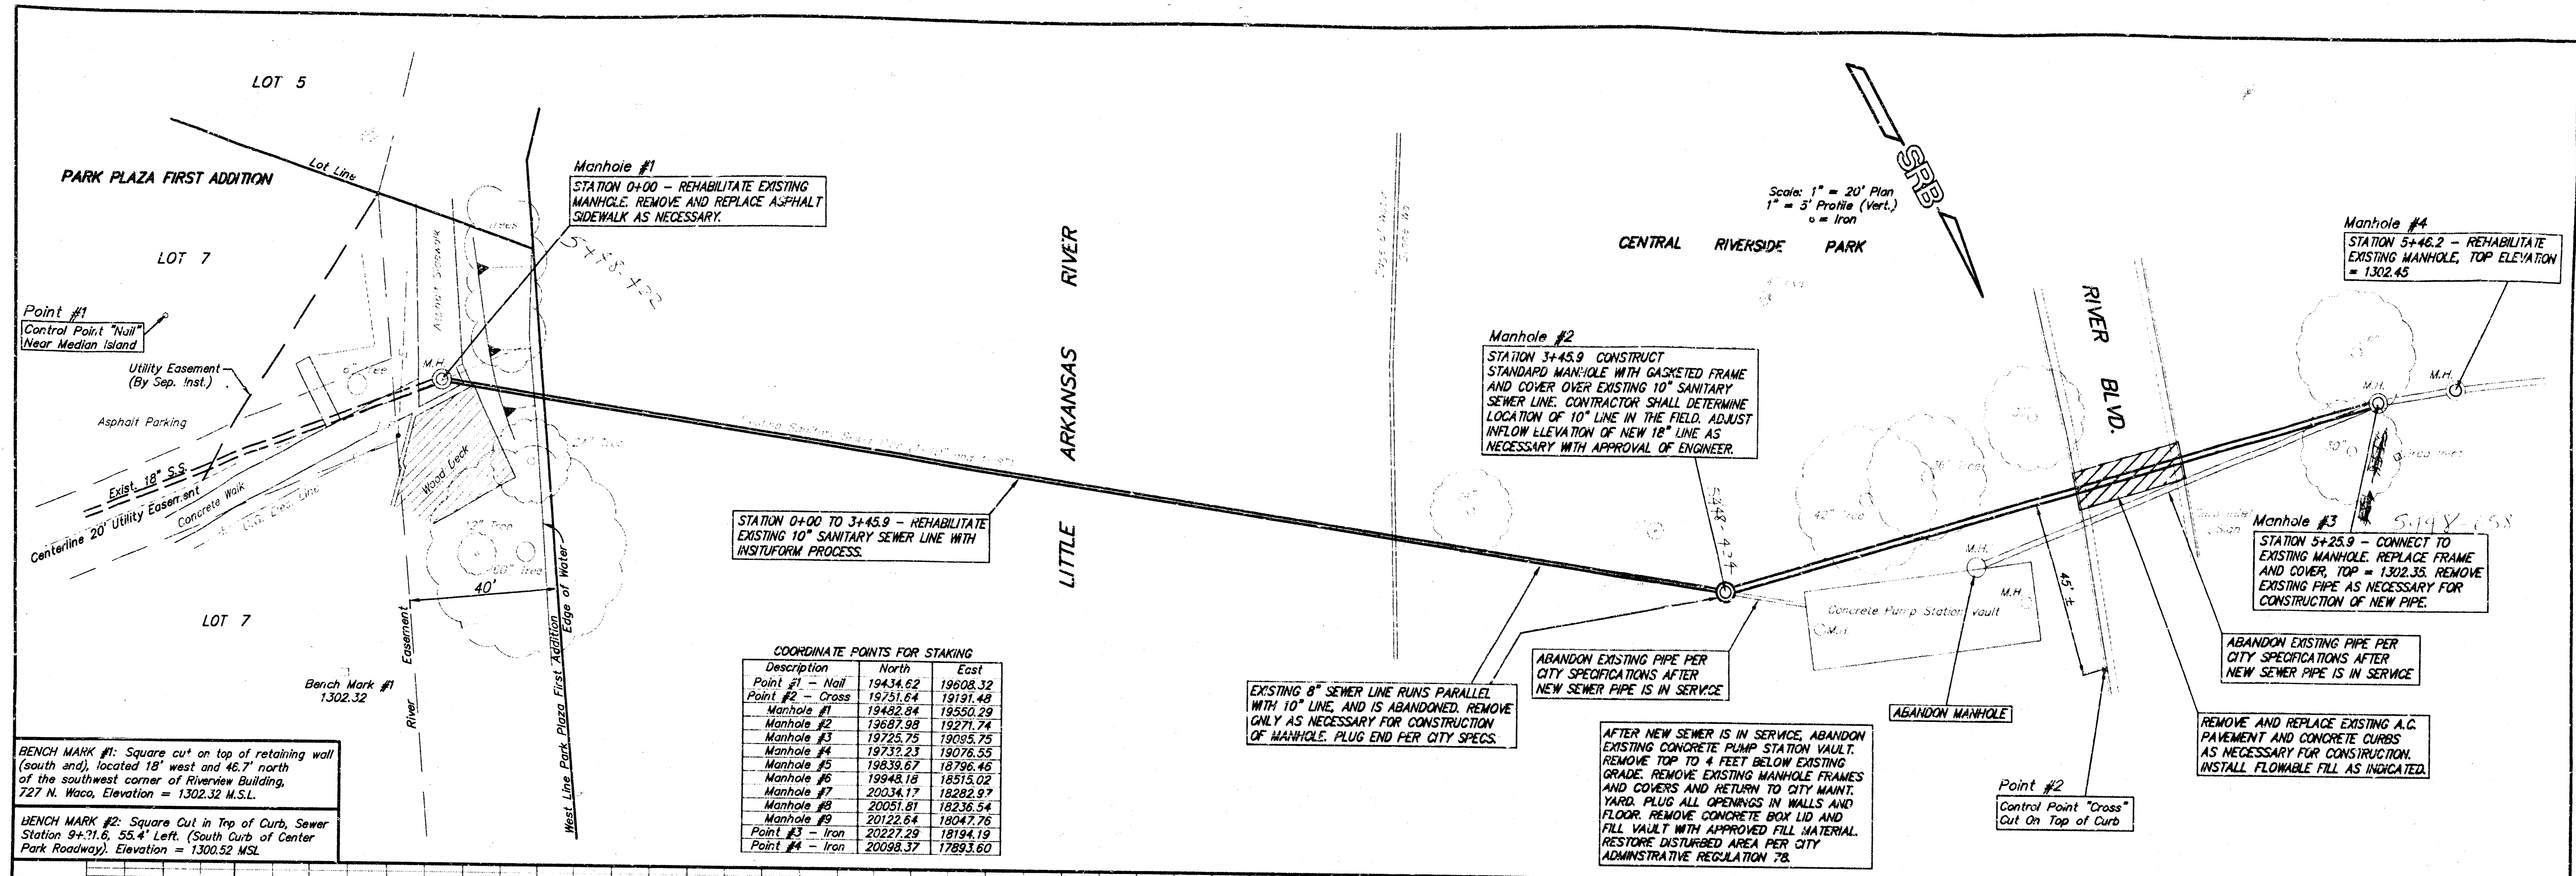 LOT 5
PARK PLAZA FIRST ADDITION
Lot Line
LOT 7
Point #1
Control Point "Nail"
Near Median Island
Utility Easement
(By Sep. Inst.)
Asphalt Parking
Asphalt Sidewalk
Trees
M.H.
Exist. 18" S.S.
Centerline 20' Utility Easement
Concrete Walk
Wood Deck
24" Tree
40'
LOT 7
River Easement
West Line Park Plaza First Addition
Edge of Water
Bench Mark #1
1302.32
BENCH MARK #1: Square cut on top of retaining wall
(south end), located 18' west and 46.7' north
of the southwest corner of Riverview Building,
727 N. Waco, Elevation = 1302.32 M.S.L.
BENCH MARK #2: Square Cut in Top of Curb, Sewer
Station 9+21.6, 55.4' Left. (South Curb of Center
Park Roadway). Elevation = 1300.52 MSL
Manhole #1
STATION 0+00 - REHABILITATE EXISTING
MANHOLE. REMOVE AND REPLACE ASPHALT
SIDEWALK AS NECESSARY.
5448-422
STATION 0+00 TO 3+45.9 - REHABILITATE
EXISTING 10" SANITARY SEWER LINE WITH
INSITUFORM PROCESS.
COORDINATE POINTS FOR STAKING
Description North East
Point #1 - Nail 19434.62 19608.32
Point #2 - Cross 19751.64 19191.48
Manhole #1 19482.84 19550.29
Manhole #2 19687.98 19271.74
Manhole #3 19725.75 19095.75
Manhole #4 19732.23 19076.55
Manhole #5 19839.67 18796.46
Manhole #6 19948.18 18515.02
Manhole #7 20034.17 18282.97
Manhole #8 20051.81 18236.54
Manhole #9 20122.64 18047.76
Point #3 - Iron 20227.29 18194.19
Point #4 - Iron 20098.37 17893.60
LITTLE ARKANSAS RIVER
Edge of Water
SRB
Scale: 1" = 20' Plan
1" = 5' Profile (Vert.)
o = Iron
CENTRAL RIVERSIDE PARK
Manhole #2
STATION 3+45.9 CONSTRUCT
STANDARD MANHOLE WITH GASKETED FRAME
AND COVER OVER EXISTING 10" SANITARY
SEWER LINE. CONTRACTOR SHALL DETERMINE
LOCATION OF 10" LINE IN THE FIELD. ADJUST
INFLOW ELEVATION OF NEW 18" LINE AS
NECESSARY WITH APPROVAL OF ENGINEER.
5448-424
EXISTING 8" SEWER LINE RUNS PARALLEL
WITH 10" LINE, AND IS ABANDONED. REMOVE
ONLY AS NECESSARY FOR CONSTRUCTION
OF MANHOLE. PLUG END PER CITY SPECS.
ABANDON EXISTING PIPE PER
CITY SPECIFICATIONS AFTER
NEW SEWER PIPE IS IN SERVICE
AFTER NEW SEWER IS IN SERVICE, ABANDON
EXISTING CONCRETE PUMP STATION VAULT.
REMOVE TOP TO 4 FEET BELOW EXISTING
GRADE. REMOVE EXISTING MANHOLE FRAMES
AND COVERS AND RETURN TO CITY MAINT.
YARD. PLUG ALL OPENINGS IN WALLS AND
FLOOR. REMOVE CONCRETE BOX LID AND
FILL VAULT WITH APPROVED FILL MATERIAL.
RESTORE DISTURBED AREA PER CITY
ADMINSTRATIVE REGULATION 78.
Concrete Pump Station Vault
M.H.
M.H.
M.H.
42" Tree
36" Tree
ABANDON MANHOLE
RIVER BLVD.
45' ±
Point #2
Control Point "Cross"
Cut On Top of Curb
Manhole #4
STATION 5+46.2 - REHABILITATE
EXISTING MANHOLE, TOP ELEVATION
= 1302.45
M.H.
M.H.
30"
Manhole #3
STATION 5+25.9 - CONNECT TO
EXISTING MANHOLE. REPLACE FRAME
AND COVER, TOP = 1302.35. REMOVE
EXISTING PIPE AS NECESSARY FOR
CONSTRUCTION OF NEW PIPE.
ABANDON EXISTING PIPE PER
CITY SPECIFICATIONS AFTER
NEW SEWER PIPE IS IN SERVICE
REMOVE AND REPLACE EXISTING A.C.
PAVEMENT AND CONCRETE CURBS
AS NECESSARY FOR CONSTRUCTION.
INSTALL FLOWABLE FILL AS INDICATED.